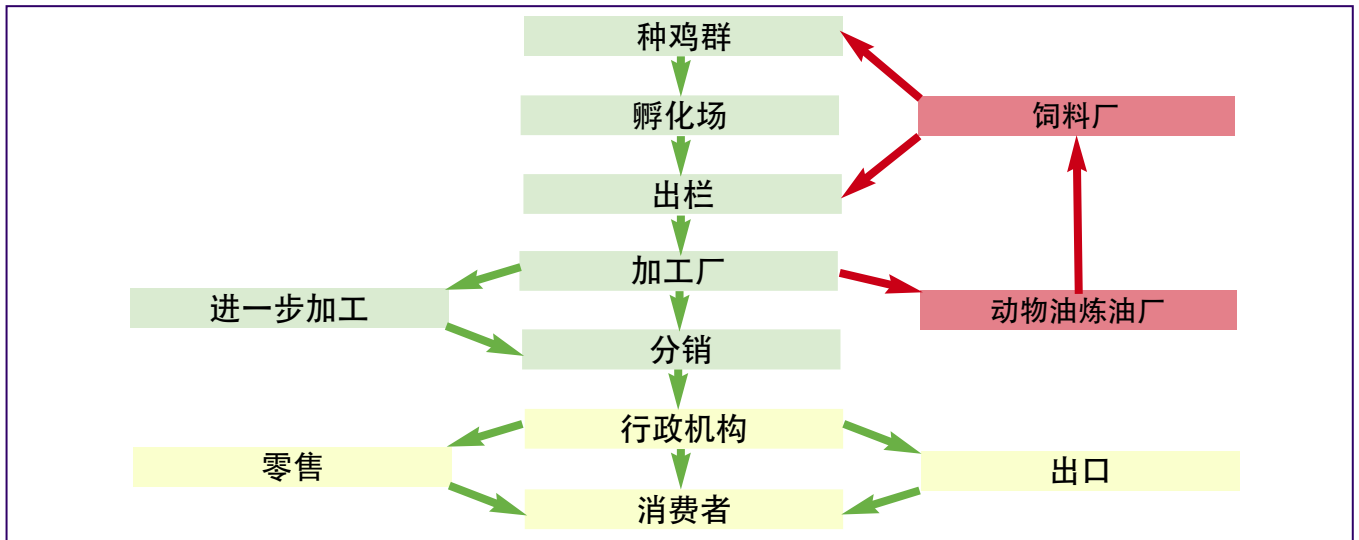 种鸡群
孵化场
饲料厂
出栏
加工厂
进一步加工
动物油炼油厂
分销
行政机构
零售
出口
消费者